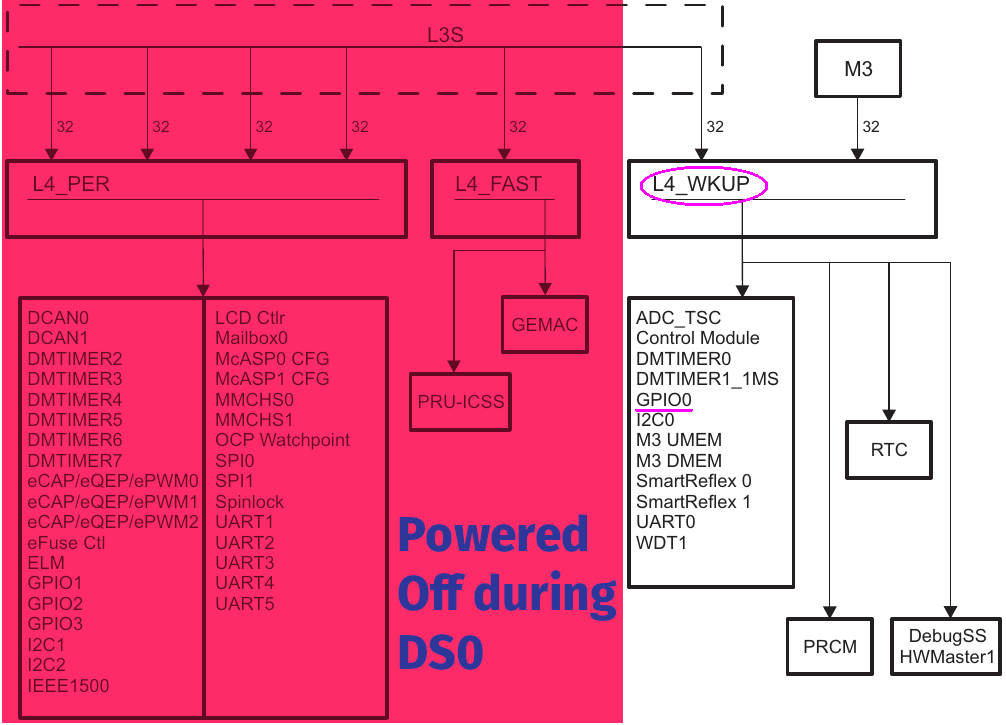 L3S
M3
32
32
32
32
32
32
32
L4_PER
L4_FAST
L4_WKUP
DCAN0
DCAN1
DMTIMER2
DMTIMER3
DMTIMER4
DMTIMER5
DMTIMER6
DMTIMER7
eCAP/eQEP/ePWM0
eCAP/eQEP/ePWM1
eCAP/eQEP/ePWM2
eFuse Ctl
ELM
GPIO1
GPIO2
GPIO3
I2C1
I2C2
IEEE1500
LCD Ctlr
Mailbox0
McASP0 CFG
McASP1 CFG
MMCHS0
MMCHS1
OCP Watchpoint
SPI0
SPI1
Spinlock
UART1
UART2
UART3
UART4
UART5
PRU-ICSS
GEMAC
Powered
Off during
DS0
ADC_TSC
Control Module
DMTIMER0
DMTIMER1_1MS
GPIO0
I2C0
M3 UMEM
M3 DMEM
SmartReflex 0
SmartReflex 1
UART0
WDT1
RTC
PRCM
DebugSS
HWMaster1